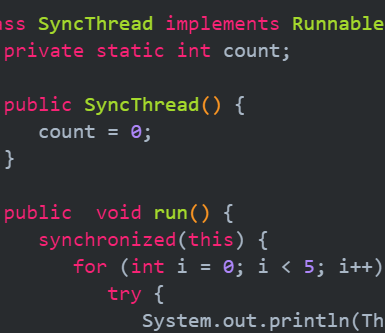 ss SyncThread implements Runnable
private static int count;
public SyncThread() {
count = 0;
}
public  void run() {
synchronized(this) {
for (int i = 0; i < 5; i++)
try {
System.out.println(Th